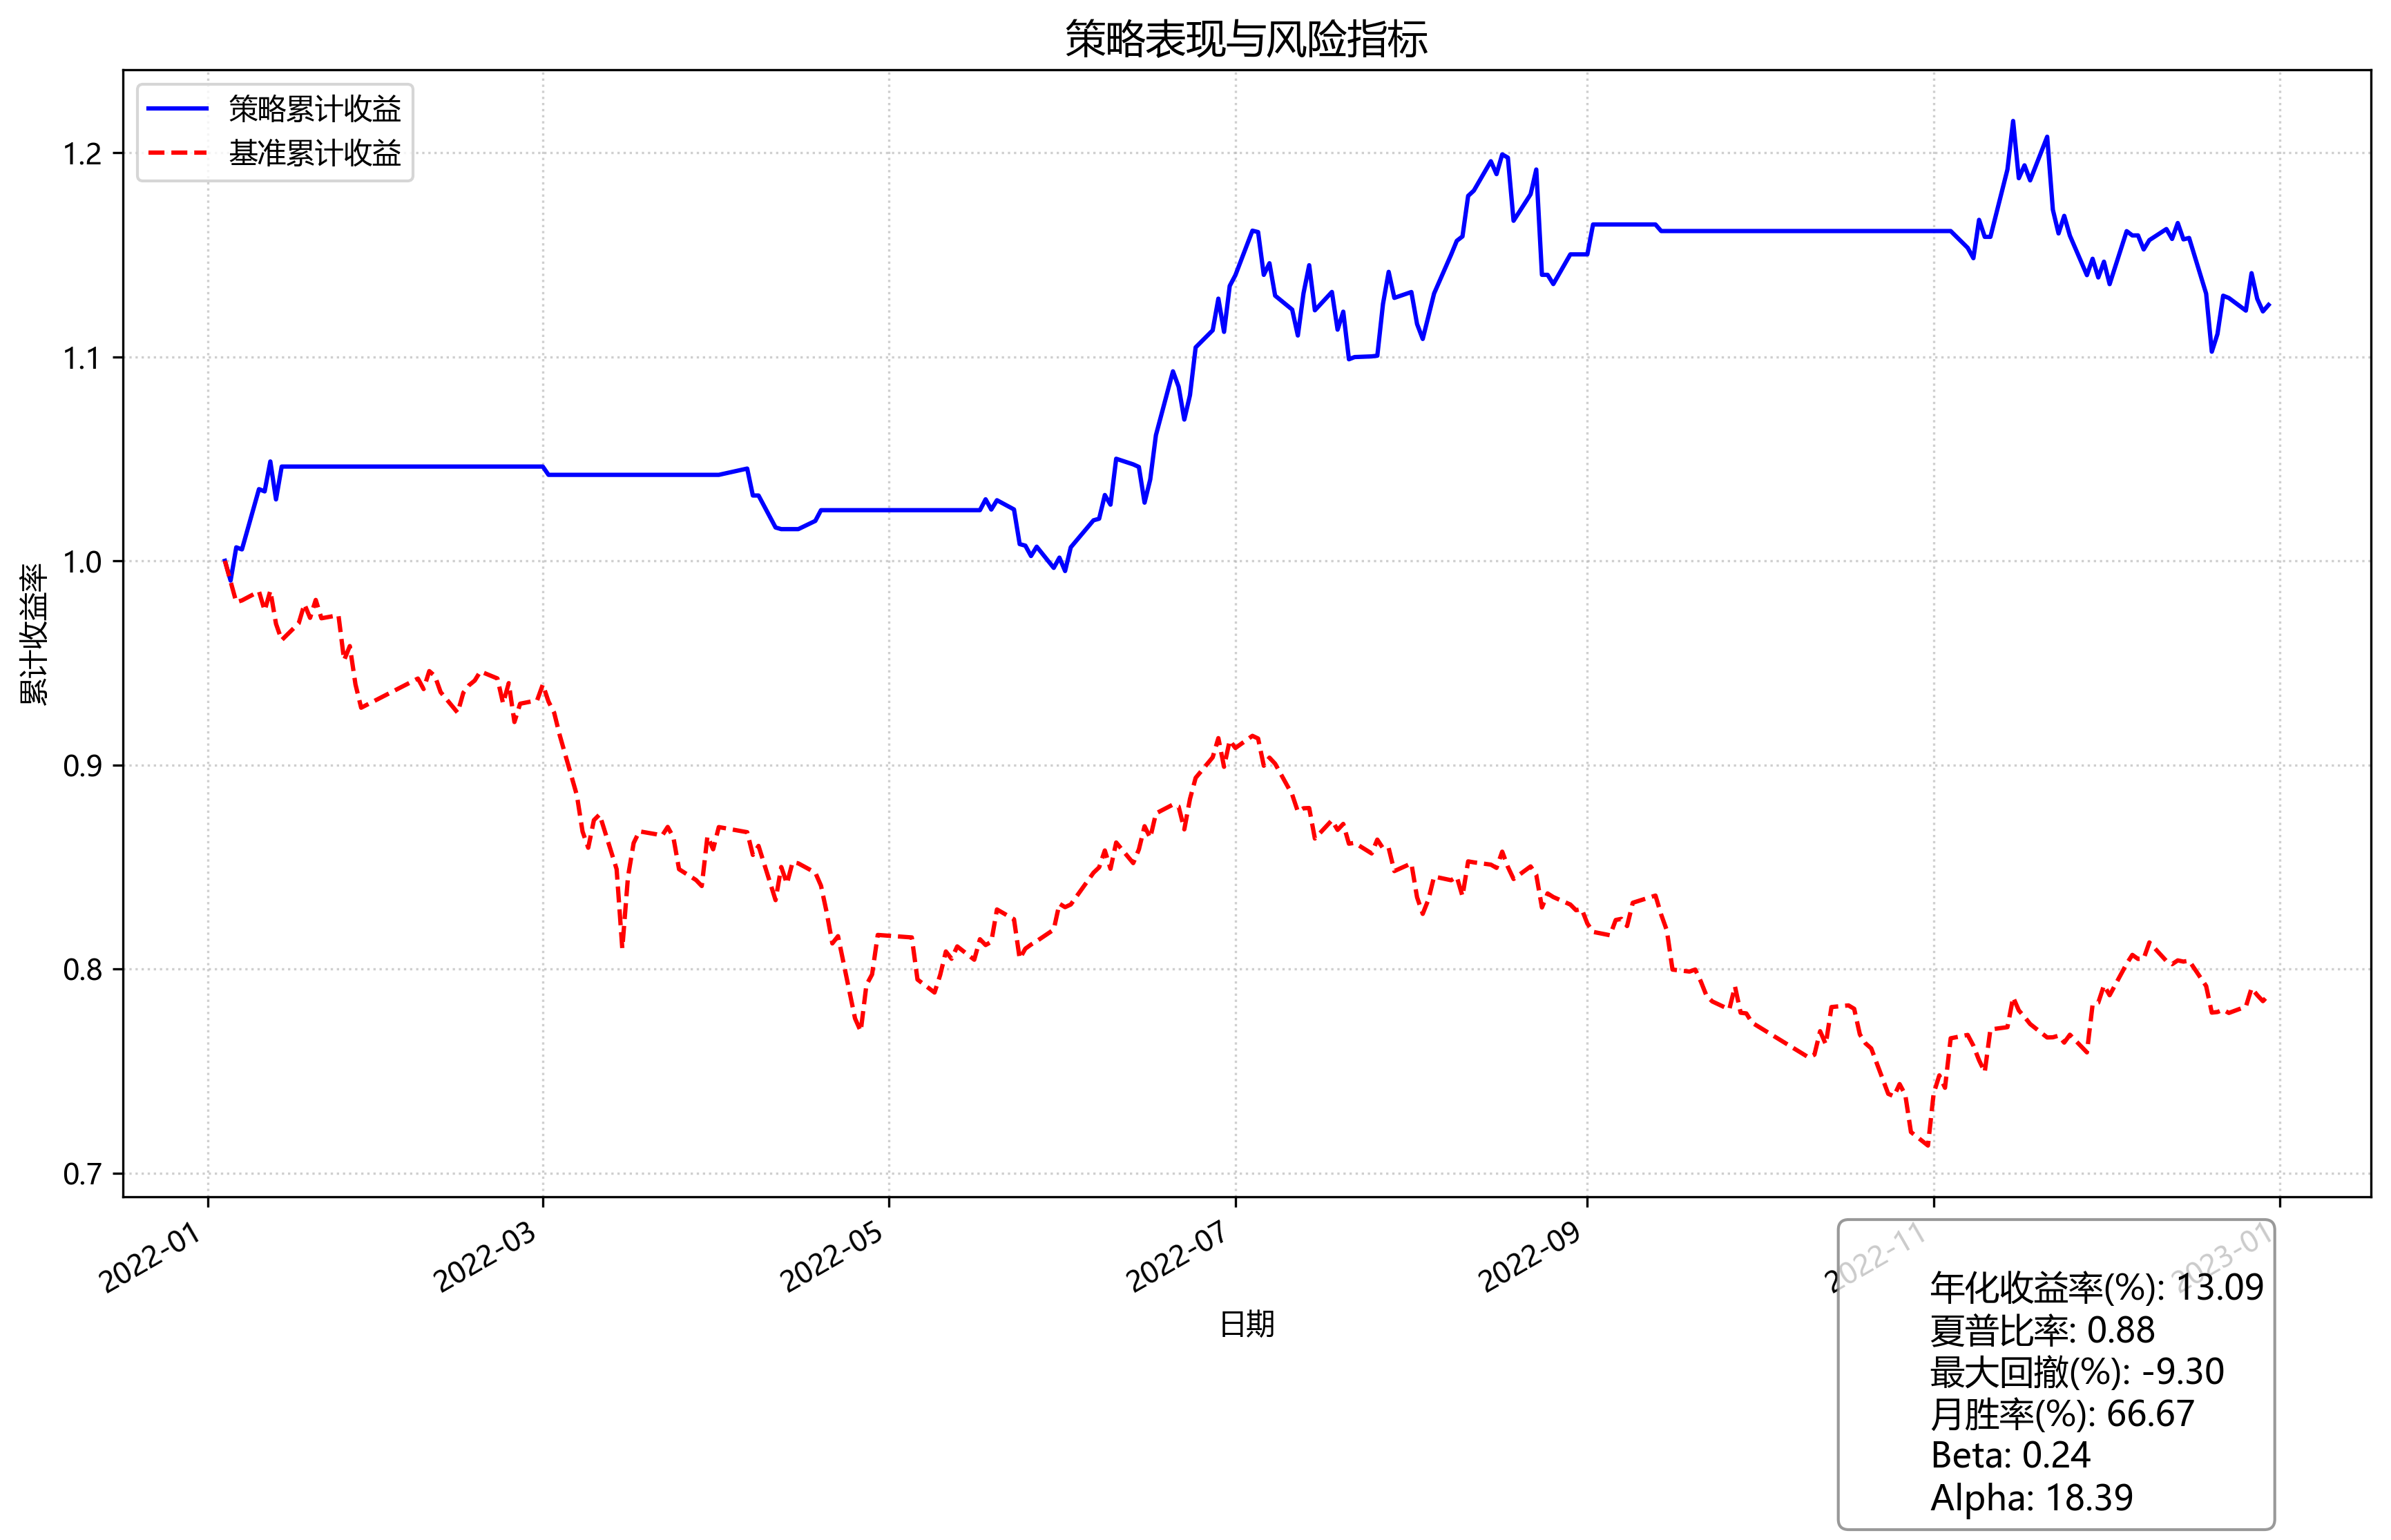 策略表现与风险指标
策略累计收益
基准累计收益
累计收益率
1.2
1.1
1.0
0.9
0.8
0.7
2022-01
2022-03
2022-05
2022-07
2022-09
2022-11
2023-01
日期
年化收益率(%): 13.09
夏普比率: 0.88
最大回撤(%): -9.30
月胜率(%): 66.67
Beta: 0.24
Alpha: 18.39